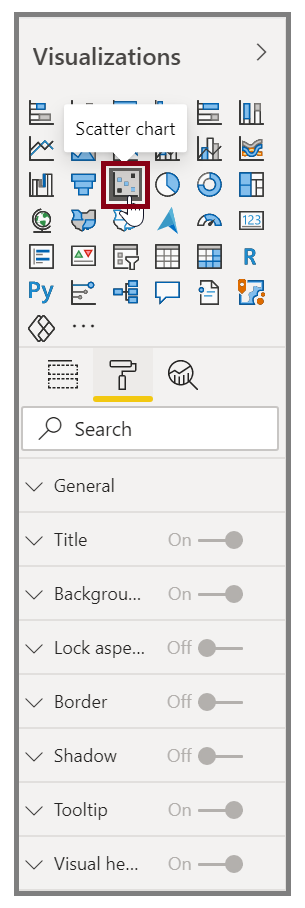 Visualizations
Scatter chart
123
R
Py
...
Search
General
Title On
Backgrou... On
Lock aspe... Off
Border Off
Shadow Off
Tooltip On
Visual he... On